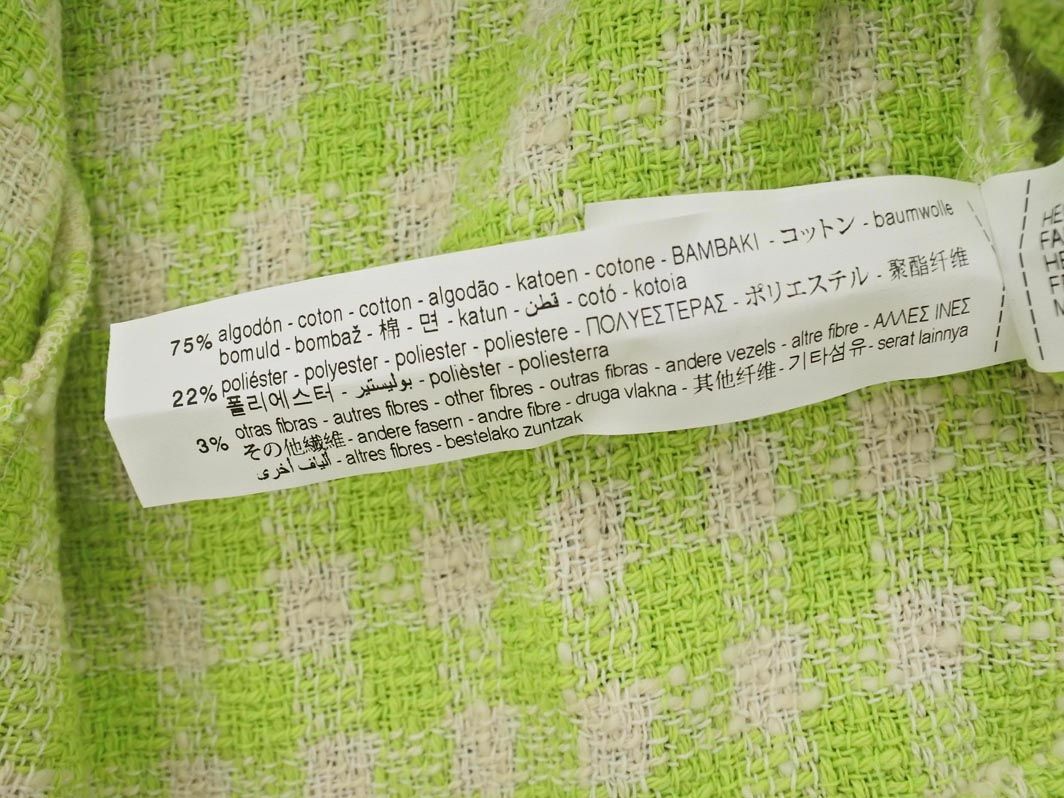 75% algodón - coton - cotton - algodão - katoen - cotone - BAMBAKI - コットン - baumwolle
bomuld - bombaž - 棉 - 면 - katun - قطن - cotó - kotoia
22% poliéster - polyester - poliester - poliestere - ΠΟΛΥΕΣΤΕΡΑΣ - ポリエステル - 聚酯纤维
폴리에스터 - بوليستير - polièster - poliesterra
3% otras fibras - autres fibres - other fibres - outras fibras - andere vezels - altre fibre - ΑΛΛΕΣ ΙΝΕΣ
その他繊維 - andere fasern - andre fibre - druga vlakna - 其他纤维 - 기타섬유 - serat lainnya
ألياف أخرى - altres fibres - bestelako zuntzak